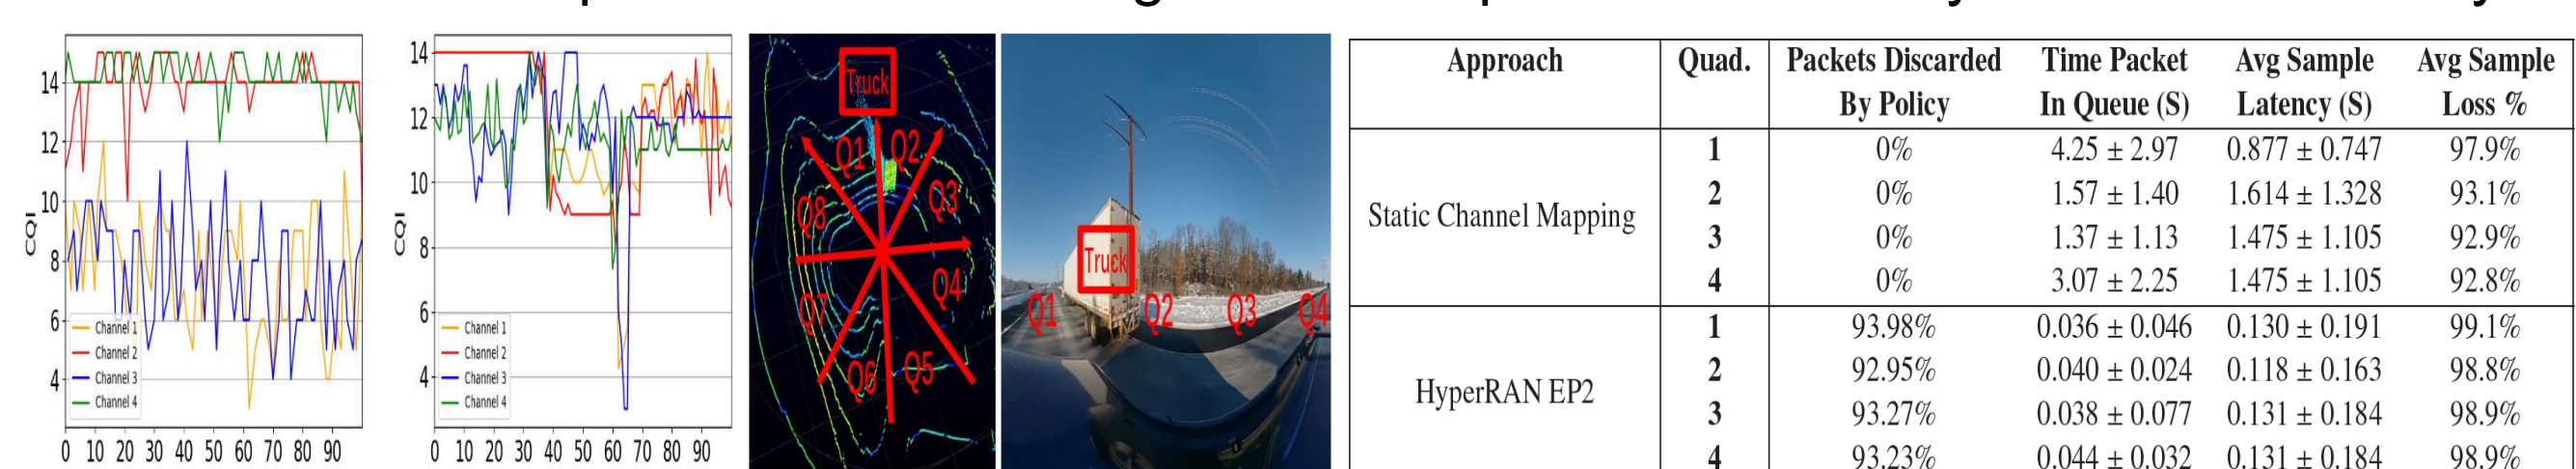 14
12
10
8
6
4
CQI
Channel 1
Channel 2
Channel 3
Channel 4
0 10 20 30 40 50 60 70 80 90
14
12
10
8
6
4
CQI
Channel 1
Channel 2
Channel 3
Channel 4
0 10 20 30 40 50 60 70 80 90
Truck
Q1 Q2
Q3
Q8
Q4
Q7
Q6 Q5
Truck
Q1 Q2 Q3 Q4
Approach Quad. Packets Discarded Time Packet Avg Sample Avg Sample
By Policy In Queue (S) Latency (S) Loss %
1 0% 4.25 ± 2.97 0.877 ± 0.747 97.9%
2 0% 1.57 ± 1.40 1.614 ± 1.328 93.1%
Static Channel Mapping
3 0% 1.37 ± 1.13 1.475 ± 1.105 92.9%
4 0% 3.07 ± 2.25 1.475 ± 1.105 92.8%
1 93.98% 0.036 ± 0.046 0.130 ± 0.191 99.1%
2 92.95% 0.040 ± 0.024 0.118 ± 0.163 98.8%
HyperRAN EP2
3 93.27% 0.038 ± 0.077 0.131 ± 0.184 98.9%
4 93.23% 0.044 ± 0.032 0.131 ± 0.184 98.9%